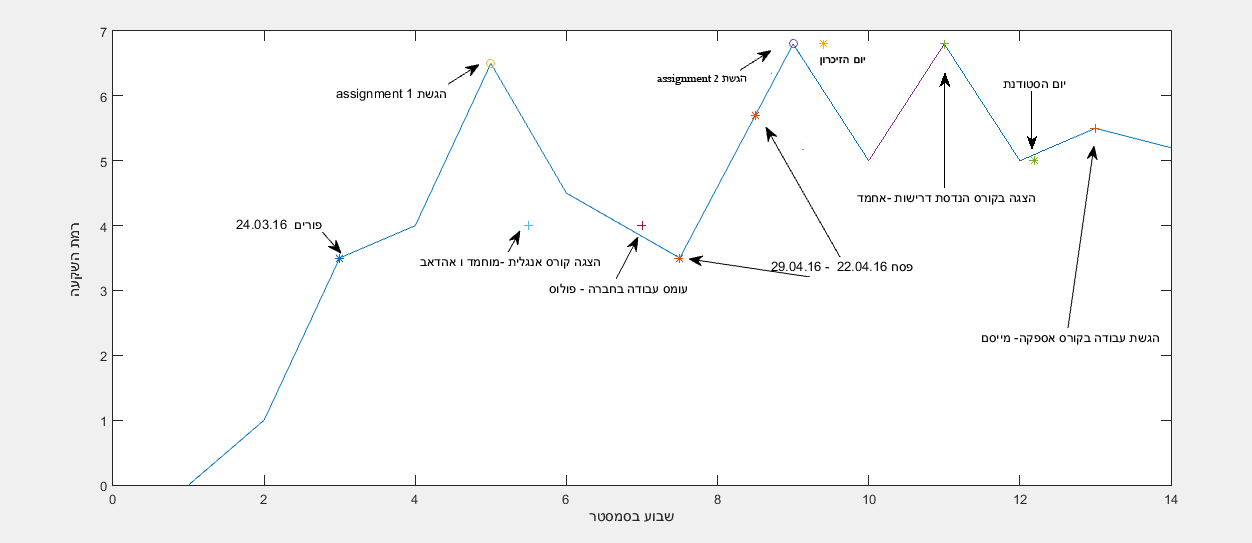 7
6
5
4
3
2
1
0
0 2 4 6 8 10 12 14
רמת השקעה
שבוע בסמסטר
הגשת assignment 1
הגשת assignment 2
יום הזיכרון
יום הסטודנת
הצגה בקורס הנדסת דרישות -אחמד
פורים 24.03.16
הצגה קורס אנגלית -מוחמד ו אהדאב
עומס עבודה בחברה - פולוס
פסח 22.04.16 - 29.04.16
הגשת עבודה בקורס אספקה- מייסם